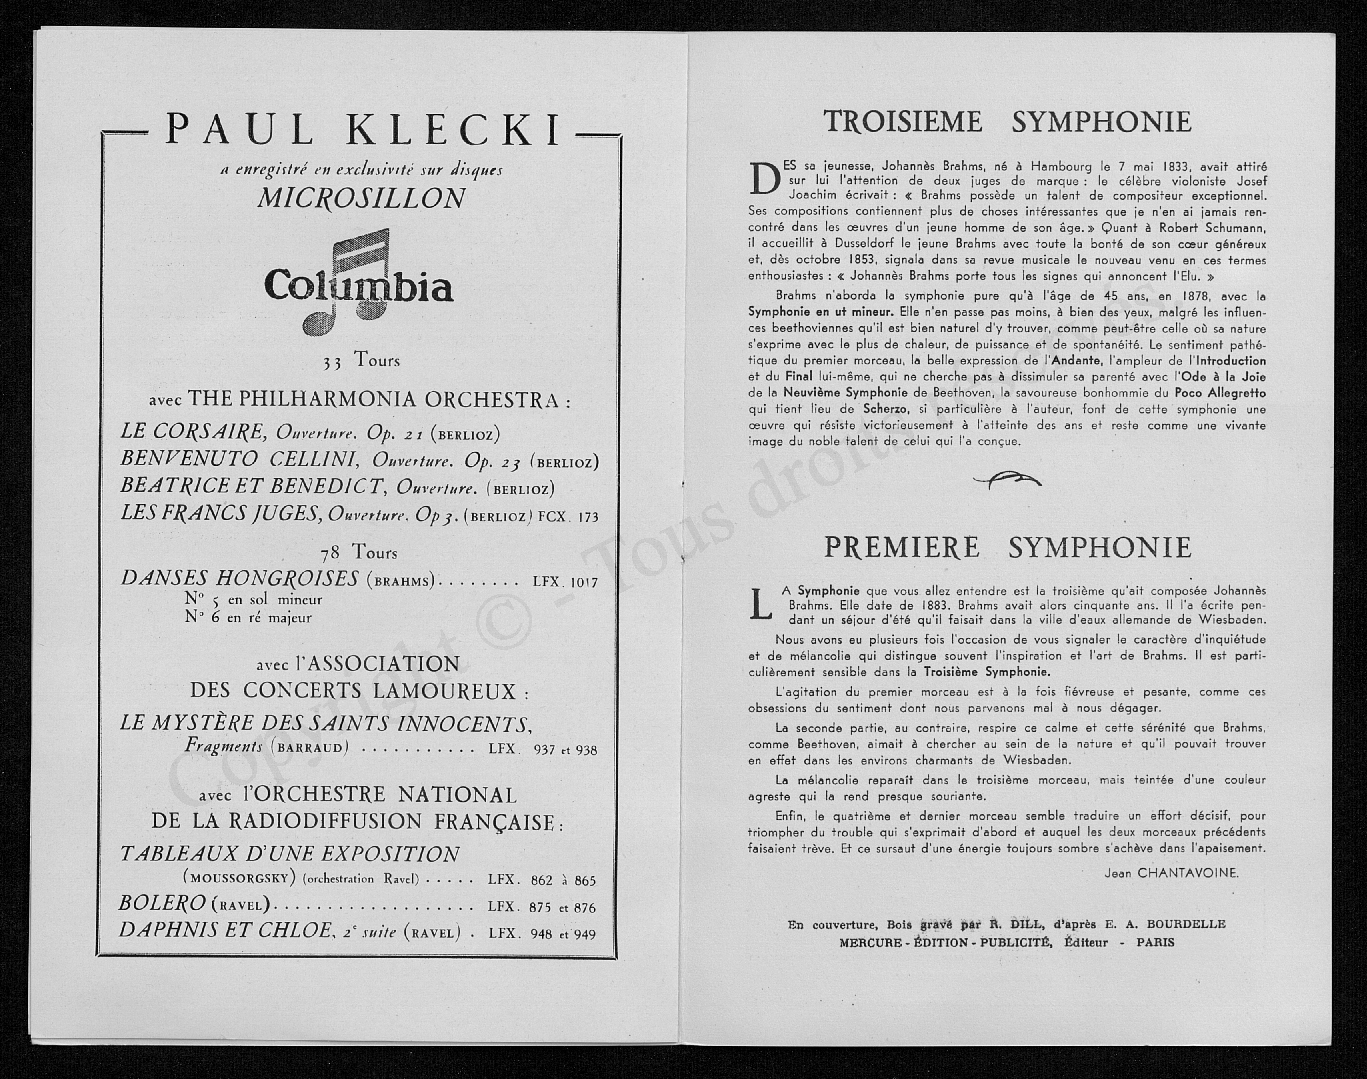 PAUL KLECKI
a enregistré en exclusivité sur disques
MICROSILLON
Columbia
33 Tours
avec THE PHILHARMONIA ORCHESTRA :
LE CORSAIRE, Ouverture. Op. 21 (BERLIOZ)
BENVENUTO CELLINI, Ouverture. Op. 23 (BERLIOZ)
BEATRICE ET BENEDICT, Ouverture. (BERLIOZ)
LES FRANCS JUGES, Ouverture. Op 3. (BERLIOZ) FCX. 173
78 Tours
DANSES HONGROISES (BRAHMS)........ LFX. 1017
N° 5 en sol mineur
N° 6 en ré majeur
avec l'ASSOCIATION
DES CONCERTS LAMOUREUX :
LE MYSTÈRE DES SAINTS INNOCENTS,
Fragments (BARRAUD) ........... LFX. 937 et 938
avec l'ORCHESTRE NATIONAL
DE LA RADIODIFFUSION FRANÇAISE :
TABLEAUX D'UNE EXPOSITION
(MOUSSORGSKY) (orchestration Ravel) ..... LFX. 862 à 865
BOLERO (RAVEL)................... LFX. 875 et 876
DAPHNIS ET CHLOE, 2e suite (RAVEL) . LFX. 948 et 949
TROISIEME SYMPHONIE
DES sa jeunesse, Johannès Brahms, né à Hambourg le 7 mai 1833, avait attiré
sur lui l'attention de deux juges de marque : le célèbre violoniste Josef
Joachim écrivait : « Brahms possède un talent de compositeur exceptionnel.
Ses compositions contiennent plus de choses intéressantes que je n'en ai jamais ren-
contré dans les œuvres d'un jeune homme de son âge. » Quant à Robert Schumann,
il accueillit à Dusseldorf le jeune Brahms avec toute la bonté de son cœur généreux
et, dès octobre 1853, signala dans sa revue musicale le nouveau venu en ces termes
enthousiastes : « Johannès Brahms porte tous les signes qui annoncent l'Elu. »
Brahms n'aborda la symphonie pure qu'à l'âge de 45 ans, en 1878, avec la
Symphonie en ut mineur. Elle n'en passe pas moins, à bien des yeux, malgré les influen-
ces beethoviennes qu'il est bien naturel d'y trouver, comme peut-être celle où sa nature
s'exprime avec le plus de chaleur, de puissance et de spontanéité. Le sentiment pathé-
tique du premier morceau, la belle expression de l'Andante, l'ampleur de l'Introduction
et du Final lui-même, qui ne cherche pas à dissimuler sa parenté avec l'Ode à la Joie
de la Neuvième Symphonie de Beethoven, la savoureuse bonhommie du Poco Allegretto
qui tient lieu de Scherzo, si particulière à l'auteur, font de cette symphonie une
œuvre qui résiste victorieusement à l'atteinte des ans et reste comme une vivante
image du noble talent de celui qui l'a conçue.
PREMIERE SYMPHONIE
LA Symphonie que vous allez entendre est la troisième qu'ait composée Johannès
Brahms. Elle date de 1883. Brahms avait alors cinquante ans. Il l'a écrite pen-
dant un séjour d'été qu'il faisait dans la ville d'eaux allemande de Wiesbaden.
Nous avons eu plusieurs fois l'occasion de vous signaler le caractère d'inquiétude
et de mélancolie qui distingue souvent l'inspiration et l'art de Brahms. Il est parti-
culièrement sensible dans la Troisième Symphonie.
L'agitation du premier morceau est à la fois fiévreuse et pesante, comme ces
obsessions du sentiment dont nous parvenons mal à nous dégager.
La seconde partie, au contraire, respire ce calme et cette sérénité que Brahms,
comme Beethoven, aimait à chercher au sein de la nature et qu'il pouvait trouver
en effet dans les environs charmants de Wiesbaden.
La mélancolie reparaît dans le troisième morceau, mais teintée d'une couleur
agreste qui la rend presque souriante.
Enfin, le quatrième et dernier morceau semble traduire un effort décisif, pour
triompher du trouble qui s'exprimait d'abord et auquel les deux morceaux précédents
faisaient trève. Et ce sursaut d'une énergie toujours sombre s'achève dans l'apaisement.
Jean CHANTAVOINE.
En couverture, Bois gravé par R. DILL, d'après E. A. BOURDELLE
MERCURE - ÉDITION - PUBLICITÉ, Éditeur - PARIS
Copyright © - Tous droits